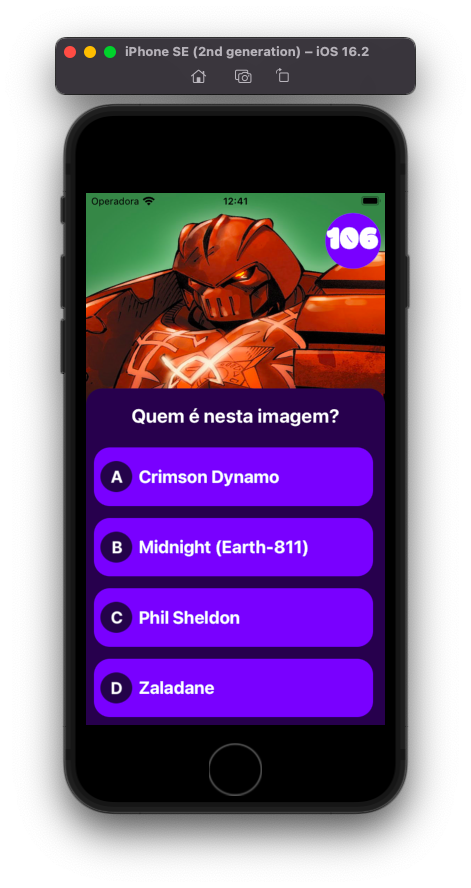 iPhone SE (2nd generation) – iOS 16.2
Operadora 12:41
106
Quem é nesta imagem?
A Crimson Dynamo
B Midnight (Earth-811)
C Phil Sheldon
D Zaladane